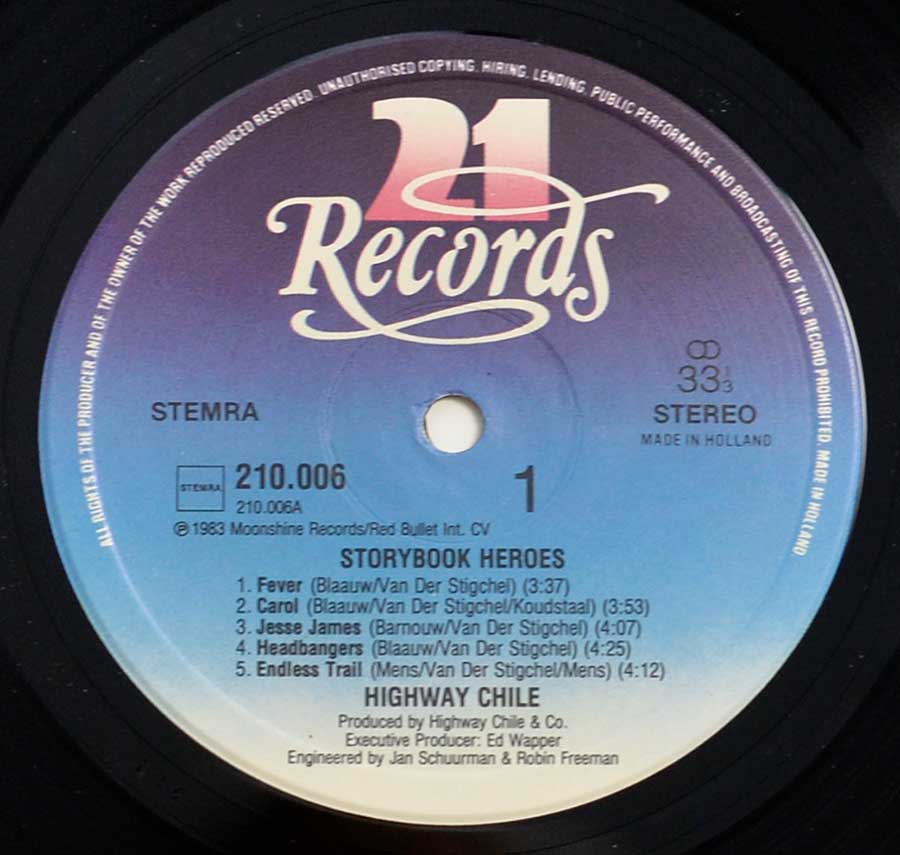 ALL RIGHTS OF THE PRODUCER AND OF THE OWNER OF THE WORK REPRODUCED RESERVED. UNAUTHORISED COPYING, HIRING, LENDING, PUBLIC PERFORMANCE AND BROADCASTING OF THIS RECORD PROHIBITED. MADE IN HOLLAND
21
Records
33 1/3
STEMRA
STEREO
MADE IN HOLLAND
STEMRA
210.006
1
210.006A
℗ 1983 Moonshine Records/Red Bullet Int. CV
STORYBOOK HEROES
1. Fever (Blaauw/Van Der Stigchel) (3:37)
2. Carol (Blaauw/Van Der Stigchel/Koudstaal) (3:53)
3. Jesse James (Barnouw/Van Der Stigchel) (4:07)
4. Headbangers (Blaauw/Van Der Stigchel) (4:25)
5. Endless Trail (Mens/Van Der Stigchel/Mens) (4:12)
HIGHWAY CHILE
Produced by Highway Chile & Co.
Executive Producer: Ed Wapper
Engineered by Jan Schuurman & Robin Freeman